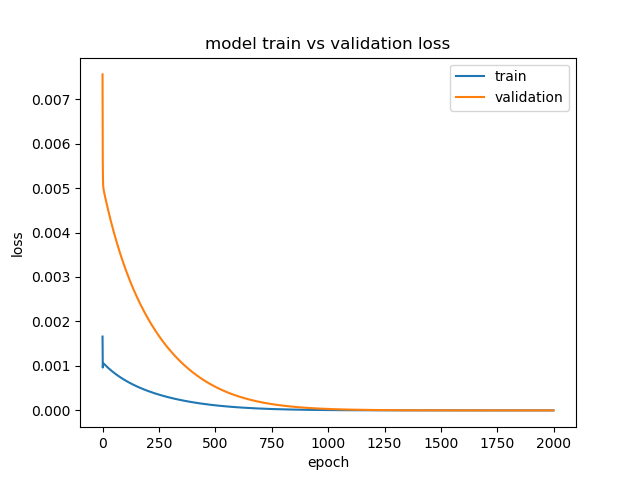 model train vs validation loss
train
validation
loss
0.007
0.006
0.005
0.004
0.003
0.002
0.001
0.000
0 250 500 750 1000 1250 1500 1750 2000
epoch